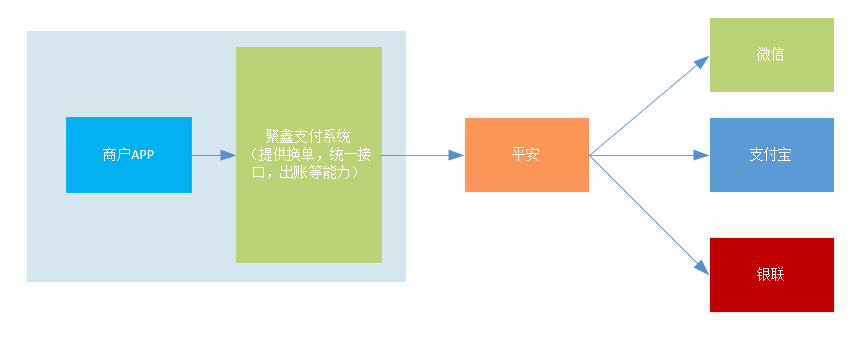 微信
商户APP
聚鑫支付系统
（提供换单，统一接
口，出账等能力）
平安
支付宝
银联